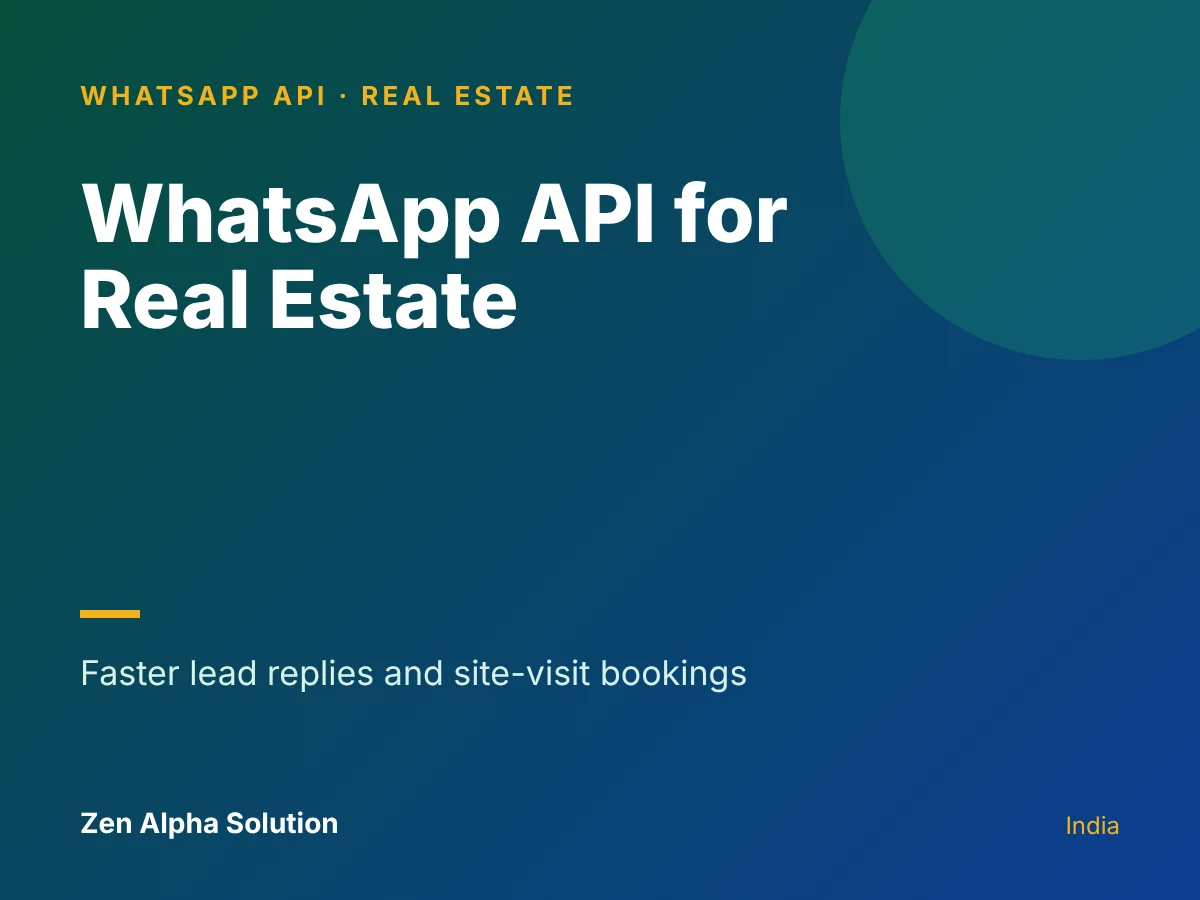 WHATSAPP API · REAL ESTATE
WhatsApp API for
Real Estate
Faster lead replies and site-visit bookings
Zen Alpha Solution
India